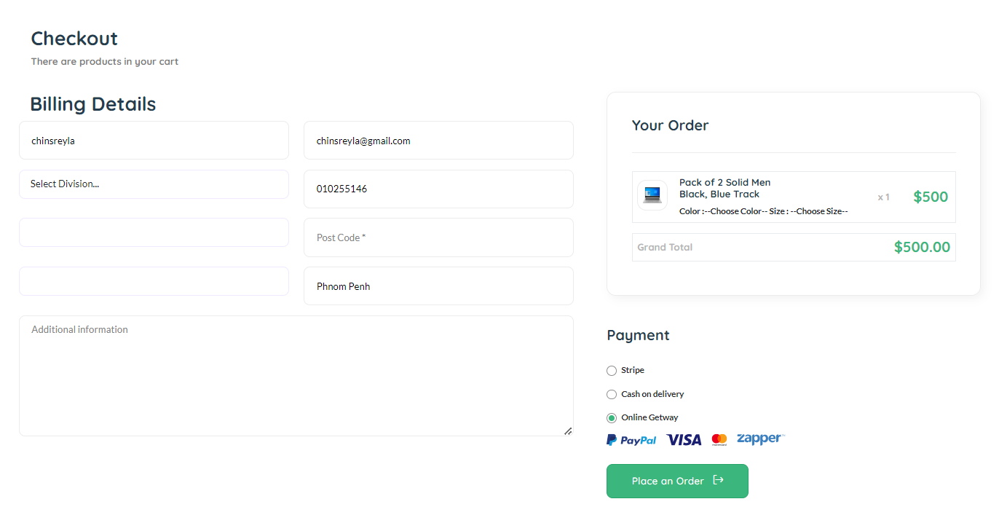 Checkout
There are products in your cart
Billing Details
chinsreyla
chinsreyla@gmail.com
Select Division...
010255146
Post Code *
Phnom Penh
Additional information
Your Order
Pack of 2 Solid Men
Black, Blue Track
Color :--Choose Color-- Size : --Choose Size--
x 1
$500
Grand Total
$500.00
Payment
Stripe
Cash on delivery
Online Getway
PayPal VISA mastercard Zapper™
Place an Order